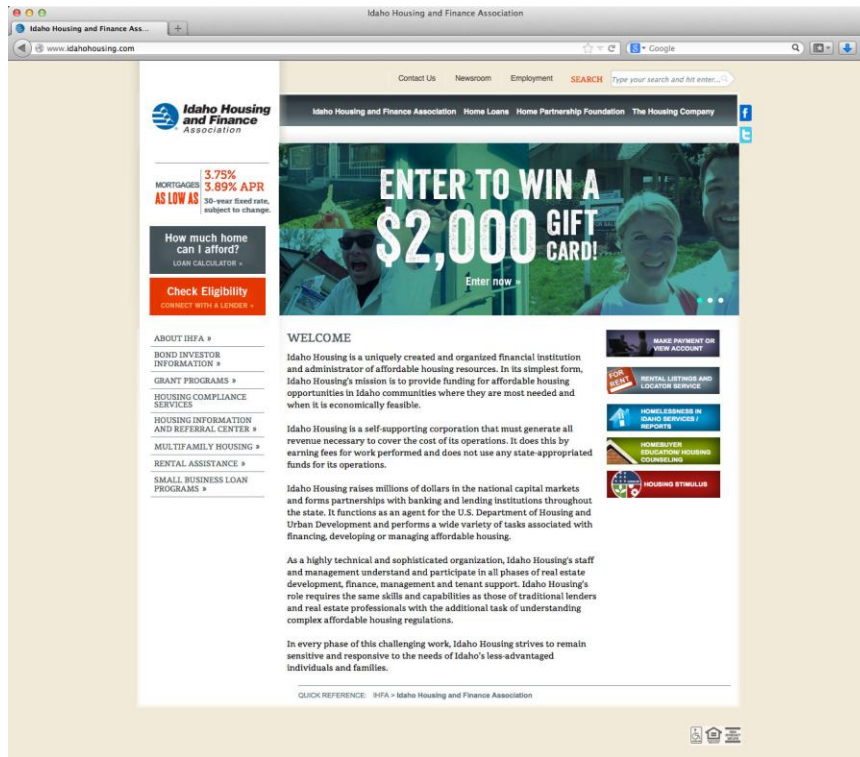 Idaho Housing and Finance Association
Idaho Housing and Finance Ass...
www.idahohousing.com
Google
Contact Us Newsroom Employment SEARCH Type your search and hit enter...
Idaho Housing
and Finance
Association
Idaho Housing and Finance Association Home Loans Home Partnership Foundation The Housing Company
MORTGAGES
AS LOW AS
3.75%
3.89% APR
30-year fixed rate,
subject to change.
ENTER TO WIN A
$2,000 GIFT
CARD!
Enter now »
How much home
can I afford?
LOAN CALCULATOR »
Check Eligibility
CONNECT WITH A LENDER »
ABOUT IHFA »
BOND INVESTOR
INFORMATION »
GRANT PROGRAMS »
HOUSING COMPLIANCE
SERVICES
HOUSING INFORMATION
AND REFERRAL CENTER »
MULTIFAMILY HOUSING »
RENTAL ASSISTANCE »
SMALL BUSINESS LOAN
PROGRAMS »
WELCOME
Idaho Housing is a uniquely created and organized financial institution
and administrator of affordable housing resources. In its simplest form,
Idaho Housing's mission is to provide funding for affordable housing
opportunities in Idaho communities where they are most needed and
when it is economically feasible.
Idaho Housing is a self-supporting corporation that must generate all
revenue necessary to cover the cost of its operations. It does this by
earning fees for work performed and does not use any state-appropriated
funds for its operations.
Idaho Housing raises millions of dollars in the national capital markets
and forms partnerships with banking and lending institutions throughout
the state. It functions as an agent for the U.S. Department of Housing and
Urban Development and performs a wide variety of tasks associated with
financing, developing or managing affordable housing.
As a highly technical and sophisticated organization, Idaho Housing's staff
and management understand and participate in all phases of real estate
development, finance, management and tenant support. Idaho Housing's
role requires the same skills and capabilities as those of traditional lenders
and real estate professionals with the additional task of understanding
complex affordable housing regulations.
In every phase of this challenging work, Idaho Housing strives to remain
sensitive and responsive to the needs of Idaho's less-advantaged
individuals and families.
MAKE PAYMENT OR
VIEW ACCOUNT
FOR
RENT
RENTAL LISTINGS AND
LOCATOR SERVICE
HOMELESSNESS IN
IDAHO SERVICES /
REPORTS
HOMEBUYER
EDUCATION/ HOUSING
COUNSELING
HOUSING STIMULUS
QUICK REFERENCE: IHFA > Idaho Housing and Finance Association